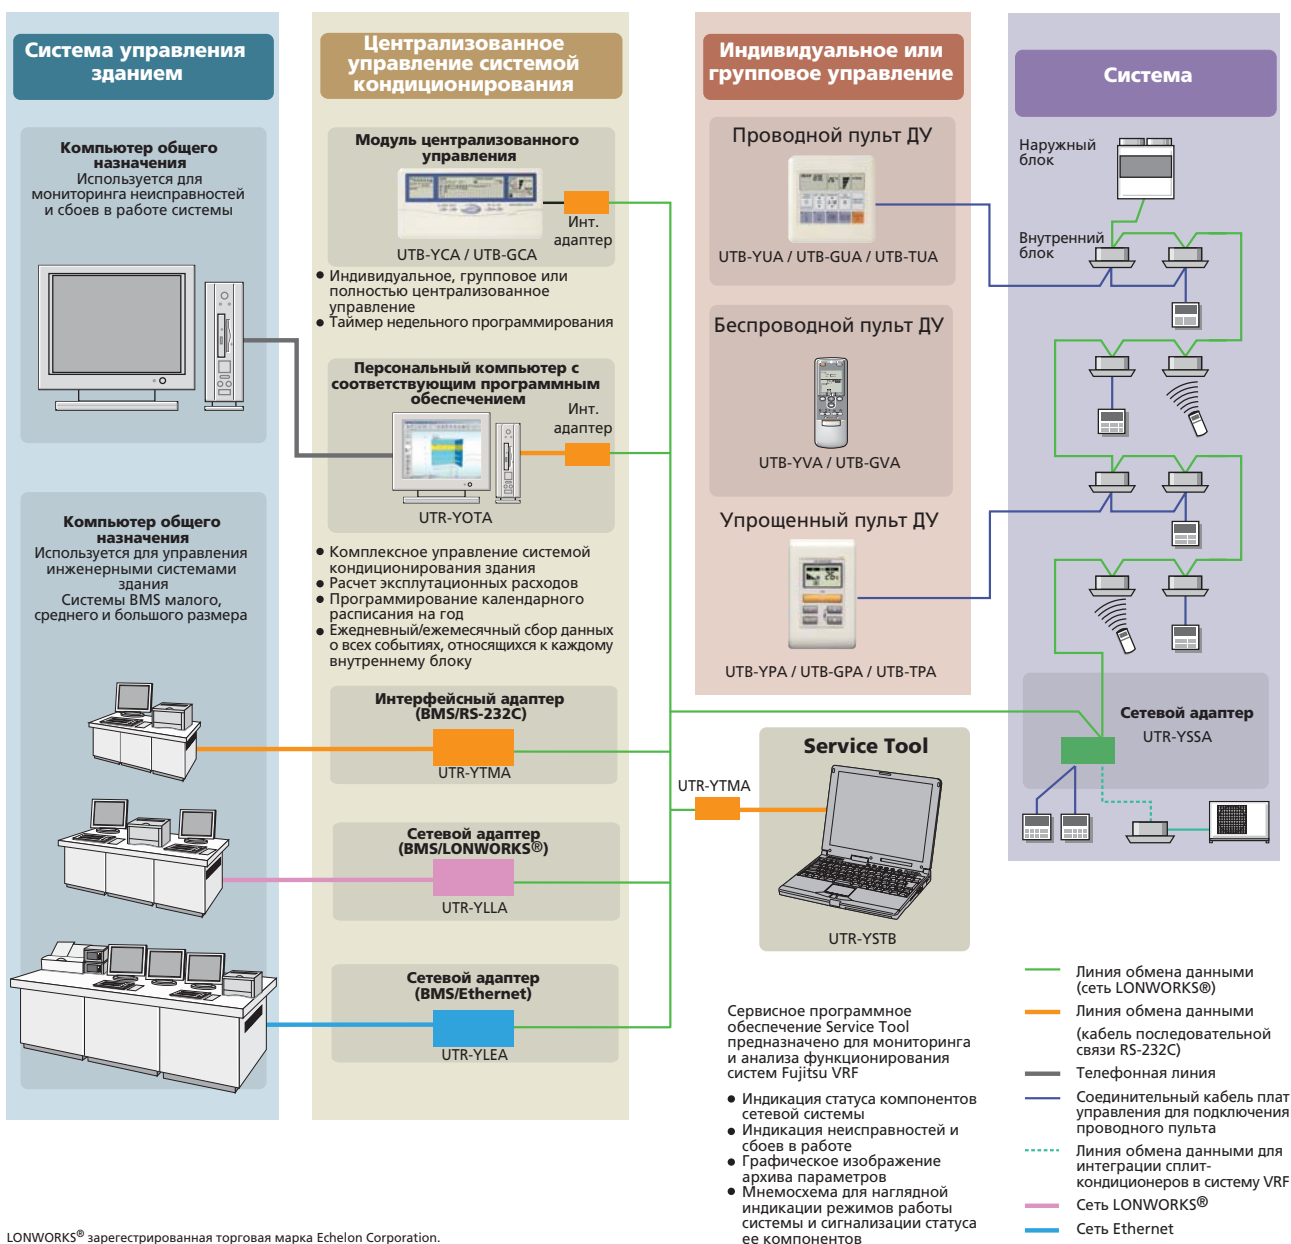 Система управления
зданием
Компьютер общего
назначения
Используется для
мониторинга неисправностей
и сбоев в работе системы
Компьютер общего
назначения
Используется для управления
инженерными системами
здания
Системы BMS малого,
среднего и большого размера
Централизованное
управление системой
кондиционирования
Модуль централизованного
управления
Инт.
адаптер
UTB-YCA / UTB-GCA
Индивидуальное, групповое или
полностью централизованное
управление
Таймер недельного программирования
Персональный компьютер с
соответствующим программным
обеспечением
Инт.
адаптер
UTR-YOTA
Комплексное управление системой
кондиционирования здания
Расчет эксплутационных расходов
Программирование календарного
расписания на год
Ежедневный/ежемесячный сбор данных
о всех событиях, относящихся к каждому
внутреннему блоку
Интерфейсный адаптер
(BMS/RS-232C)
UTR-YTMA
Сетевой адаптер
(BMS/LONWORKS®)
UTR-YLLA
Сетевой адаптер
(BMS/Ethernet)
UTR-YLEA
Индивидуальное или
групповое управление
Проводной пульт ДУ
UTB-YUA / UTB-GUA / UTB-TUA
Беспроводной пульт ДУ
UTB-YVA / UTB-GVA
Упрощенный пульт ДУ
UTB-YPA / UTB-GPA / UTB-TPA
UTR-YTMA
Service Tool
UTR-YSTB
Сервисное программное
обеспечение Service Tool
предназначено для мониторинга
и анализа функционирования
систем Fujitsu VRF
Индикация статуса компонентов
сетевой системы
Индикация неисправностей и
сбоев в работе
Графическое изображение
архива параметров
Мнемосхема для наглядной
индикации режимов работы
системы и сигнализации статуса
ее компонентов
Система
Наружный
блок
Внутренний
блок
Сетевой адаптер
UTR-YSSA
Линия обмена данными
(сеть LONWORKS®)
Линия обмена данными
(кабель последовательной
связи RS-232C)
Телефонная линия
Соединительный кабель плат
управления для подключения
проводного пульта
Линия обмена данными для
интеграции сплит-
кондиционеров в систему VRF
Сеть LONWORKS®
Сеть Ethernet
LONWORKS® зарегестрированная торговая марка Echelon Corporation.